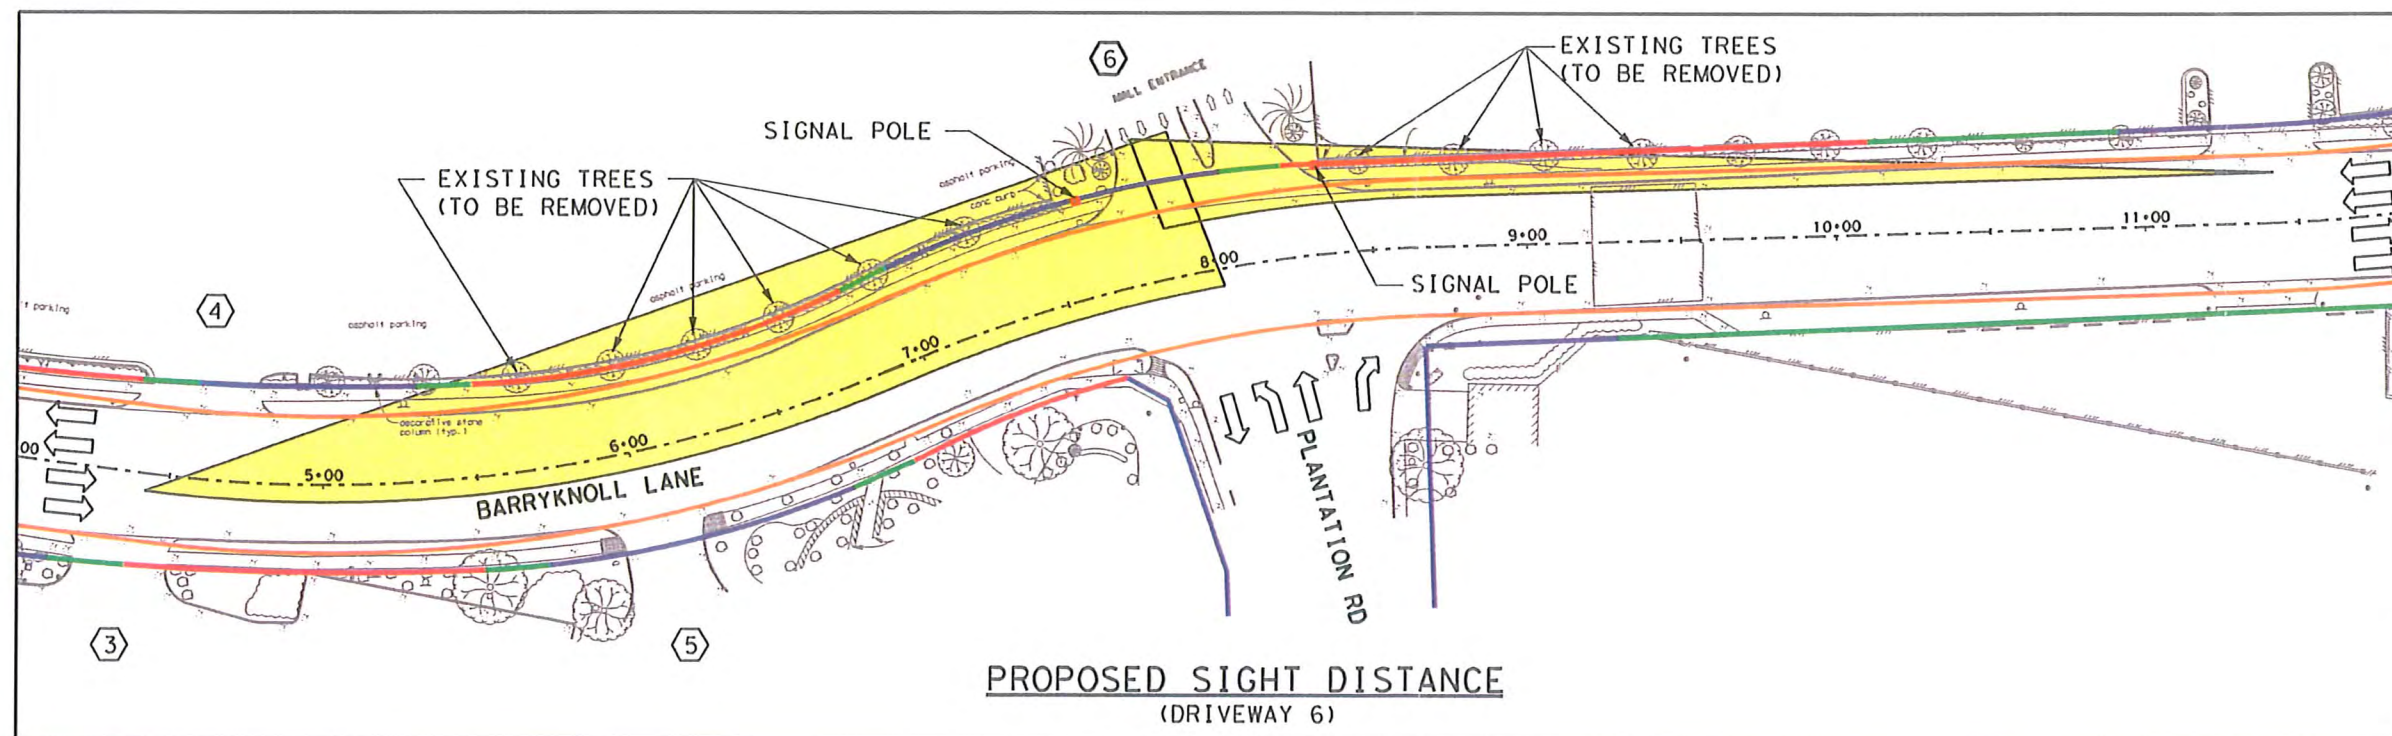 6
MALL ENTRANCE
EXISTING TREES
(TO BE REMOVED)
SIGNAL POLE
asphalt parking
conc curb
EXISTING TREES
(TO BE REMOVED)
4
asphalt parking
asphalt parking
lt parking
decorative stone
column (typ.)
00
5+00
6+00
7+00
8+00
9+00
10+00
11+00
SIGNAL POLE
BARRYKNOLL LANE
PLANTATION RD
3
5
PROPOSED SIGHT DISTANCE
(DRIVEWAY 6)